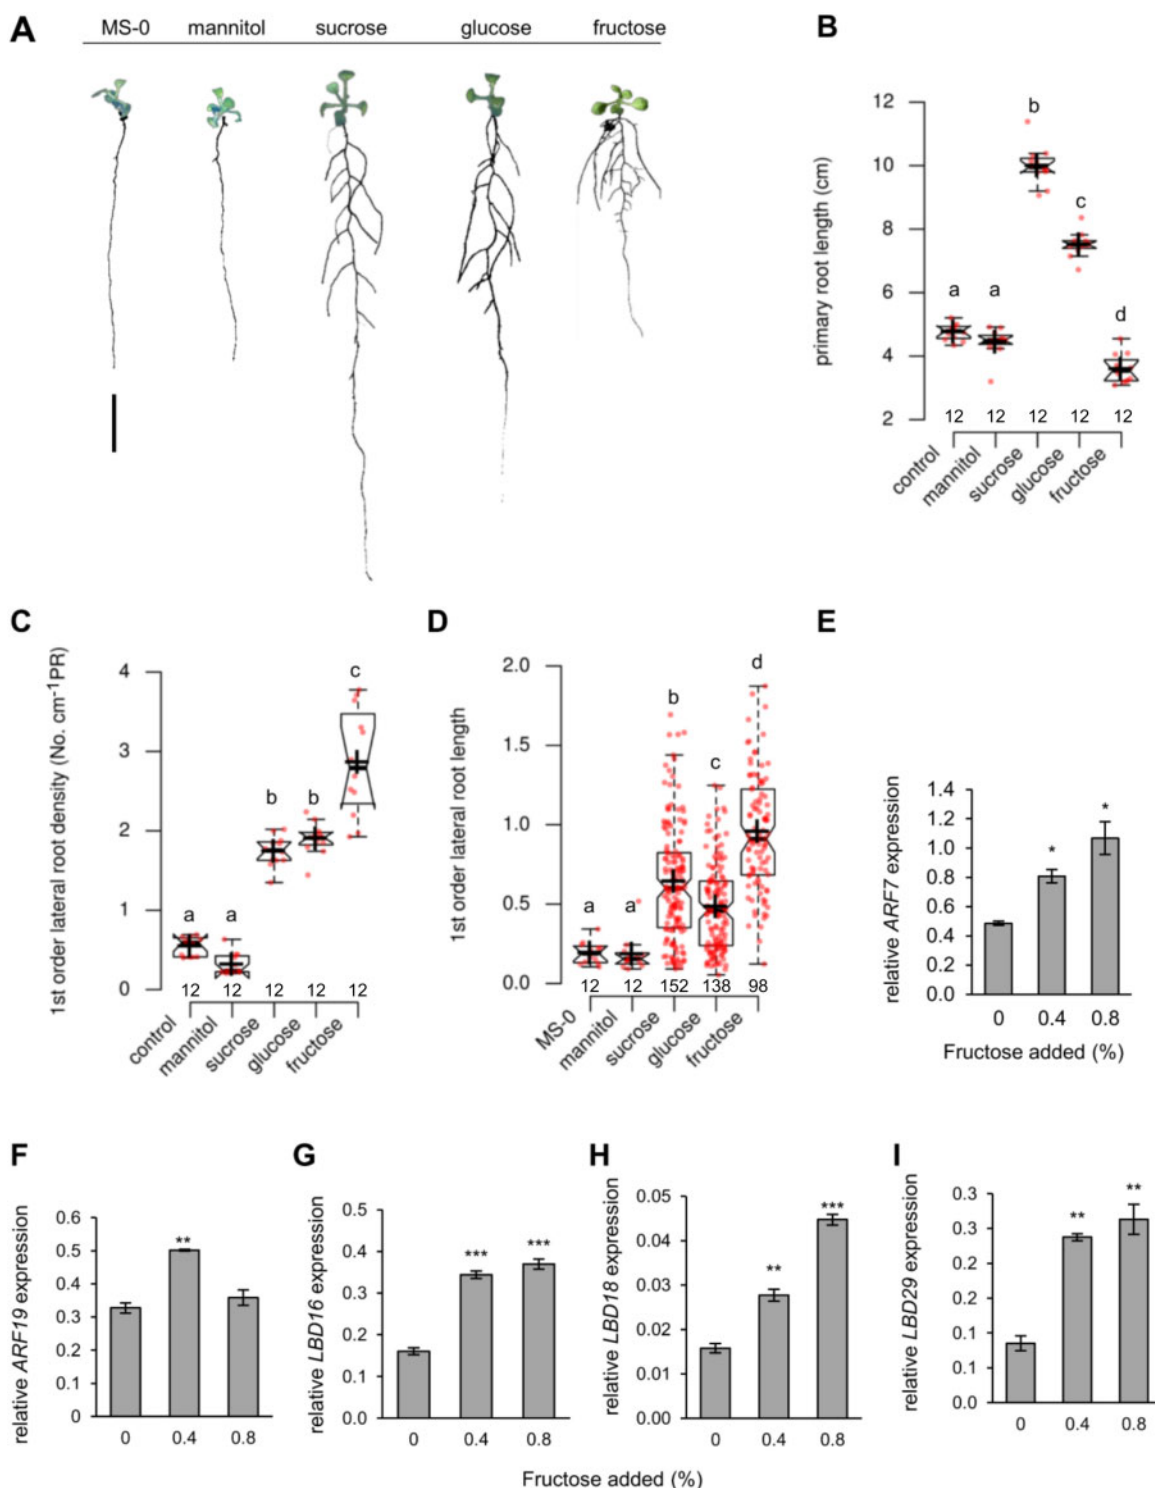 A
MS-0 mannitol sucrose glucose fructose
B
primary root length (cm)
12
10
8
6
4
2
a a b c d
12 12 12 12 12
control mannitol sucrose glucose fructose
C
1st order lateral root density (No. cm-1PR)
4
3
2
1
0
a a b b c
12 12 12 12 12
control mannitol sucrose glucose fructose
D
1st order lateral root length
2.0
1.5
1.0
0.5
0.0
a a b c d
12 12 152 138 98
MS-0 mannitol sucrose glucose fructose
E
relative ARF7 expression
1.4
1.2
1.0
0.8
0.6
0.4
0.2
0.0
* *
0 0.4 0.8
Fructose added (%)
F
relative ARF19 expression
0.6
0.5
0.4
0.3
0.2
0.1
0
**
0 0.4 0.8
G
relative LBD16 expression
0.5
0.4
0.3
0.2
0.1
0.0
*** ***
0 0.4 0.8
H
relative LBD18 expression
0.05
0.04
0.03
0.02
0.01
0.00
** ***
0 0.4 0.8
I
relative LBD29 expression
0.3
0.3
0.2
0.2
0.1
0.1
0.0
** **
0 0.4 0.8
Fructose added (%)